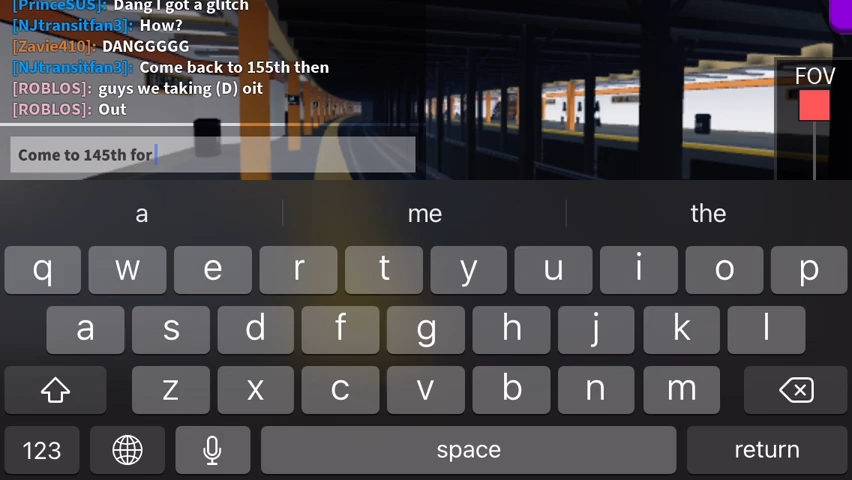 [PrinceSUS]: Dang I got a glitch
[NJtransitfan3]: How?
[Zavie410]: DANGGGGG
[NJtransitfan3]: Come back to 155th then
[ROBLOS]: guys we taking (D) oit
[ROBLOS]: Out
FOV
Come to 145th for
a me the
q w e r t y u i o p
a s d f g h j k l
z x c v b n m
123 space return